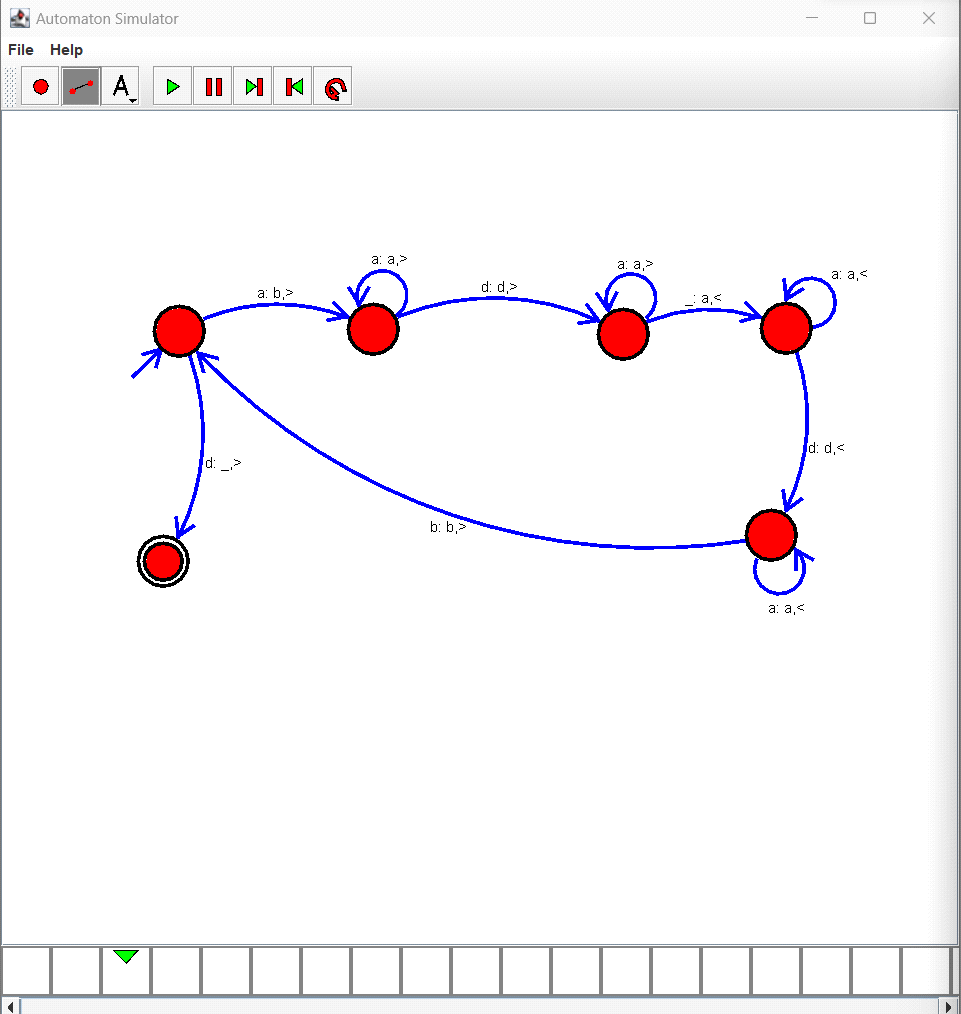 Automaton Simulator
File Help
A
a: a,>
a: a,>
a: a,<
a: b,>
d: d,>
_: a,<
d: d,<
d: _,>
b: b,>
a: a,<